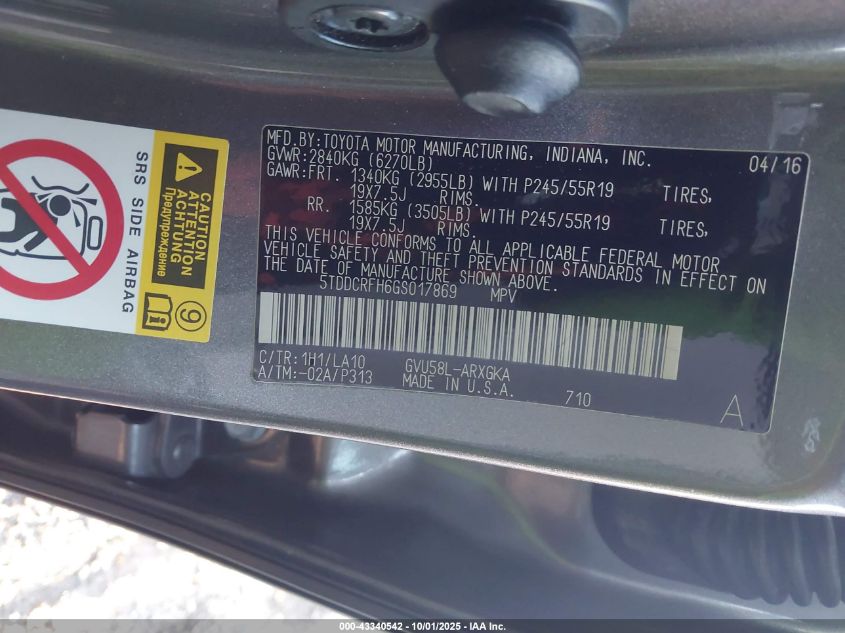 SRS SIDE AIRBAG
CAUTION
ATTENTION
ACHTUNG
Предупреждение
9
MFD.BY:TOYOTA MOTOR MANUFACTURING, INDIANA, INC. 04/16
GVWR:2840KG (6270LB)
GAWR:FRT. 1340KG (2955LB) WITH P245/55R19 TIRES,
19X7.5J RIMS,
RR. 1585KG (3505LB) WITH P245/55R19 TIRES,
19X7.5J RIMS.
THIS VEHICLE CONFORMS TO ALL APPLICABLE FEDERAL MOTOR
VEHICLE SAFETY AND THEFT PREVENTION STANDARDS IN EFFECT ON
THE DATE OF MANUFACTURE SHOWN ABOVE.
5TDDCRFH6GS017869 MPV
C/TR:1H1/LA10 GVU58L-ARXGKA
A/TM:-02A/P313 MADE IN U.S.A. 710
A
000-43340542 - 10/01/2025 - IAA Inc.